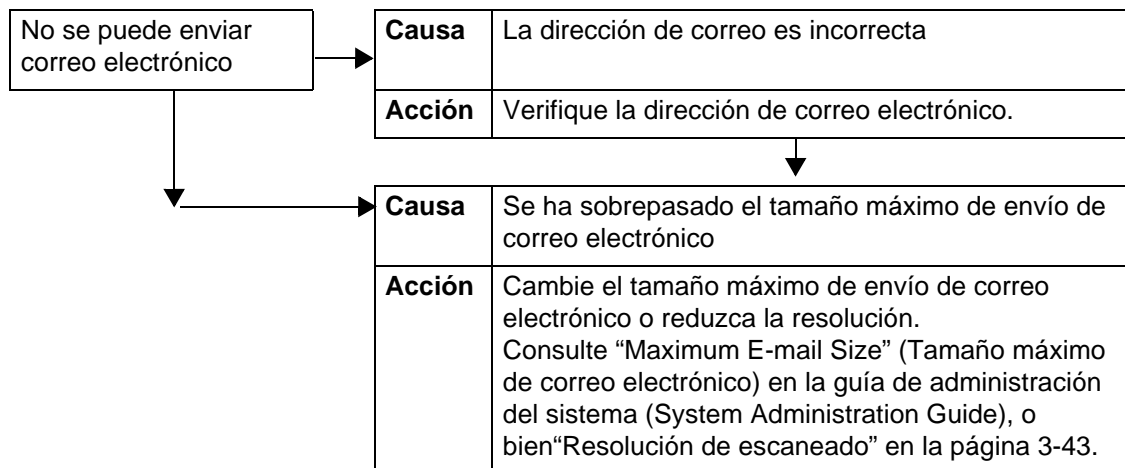 No se puede enviar
correo electrónico
Causa
La dirección de correo es incorrecta
Acción
Verifique la dirección de correo electrónico.
Causa
Se ha sobrepasado el tamaño máximo de envío de
correo electrónico
Acción
Cambie el tamaño máximo de envío de correo
electrónico o reduzca la resolución.
Consulte “Maximum E-mail Size” (Tamaño máximo
de correo electrónico) en la guía de administración
del sistema (System Administration Guide), o
bien“Resolución de escaneado” en la página 3-43.